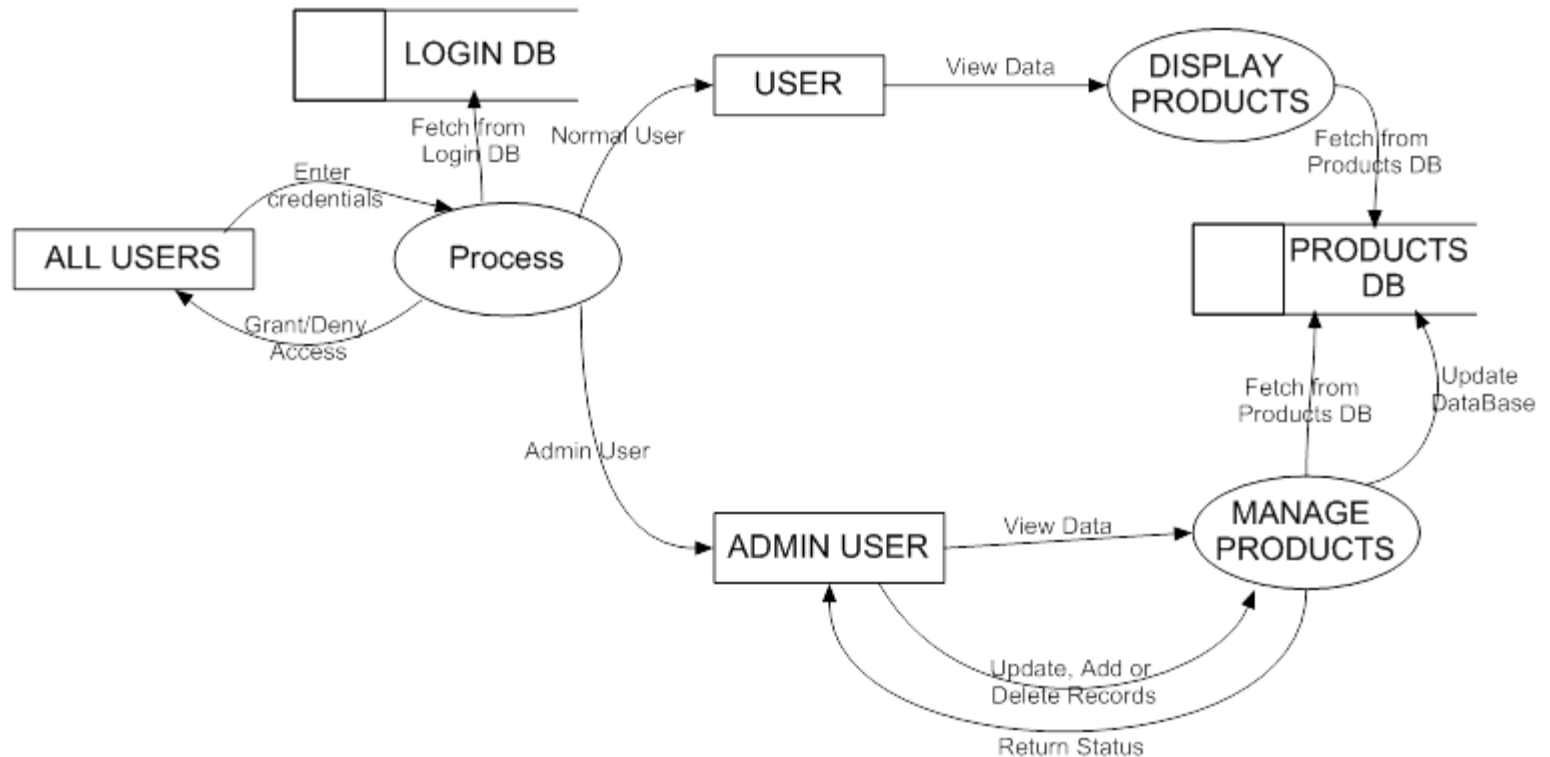 LOGIN DB
USER
View Data
DISPLAY
PRODUCTS
Fetch from
Login DB
Normal User
Fetch from
Products DB
Enter
credentials
ALL USERS
Process
PRODUCTS
DB
Grant/Deny
Access
Fetch from
Products DB
Update
DataBase
Admin User
ADMIN USER
View Data
MANAGE
PRODUCTS
Update, Add or
Delete Records
Return Status